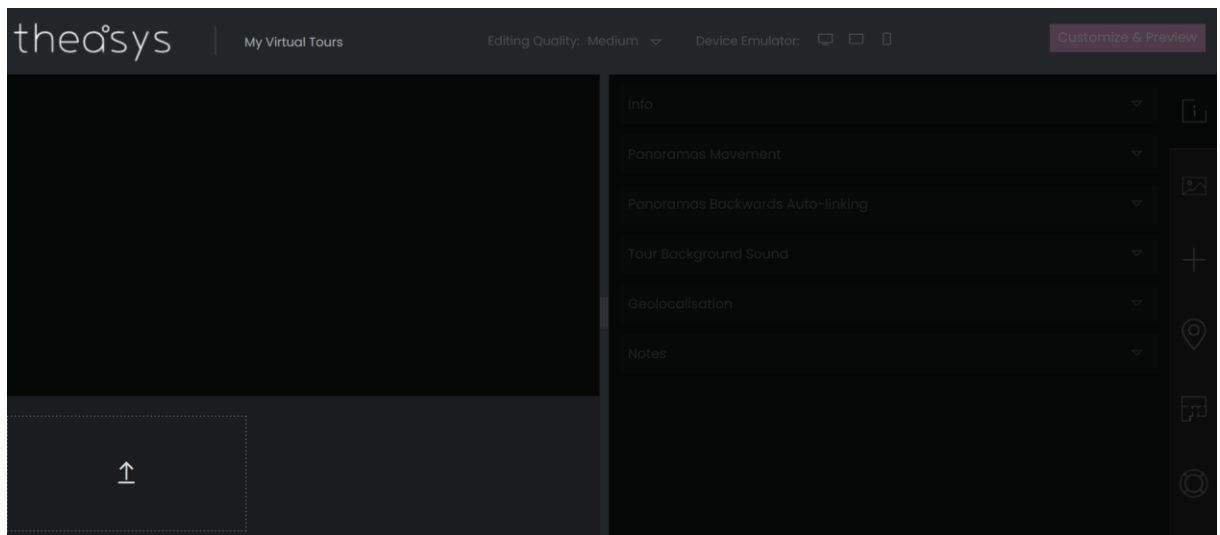 theasys
My Virtual Tours
Editing Quality: Medium
Device Emulator:
Customize & Preview
Info
Panoramas Movement
Panoramas Backwards Auto-linking
Tour Background Sound
Geolocalisation
Notes